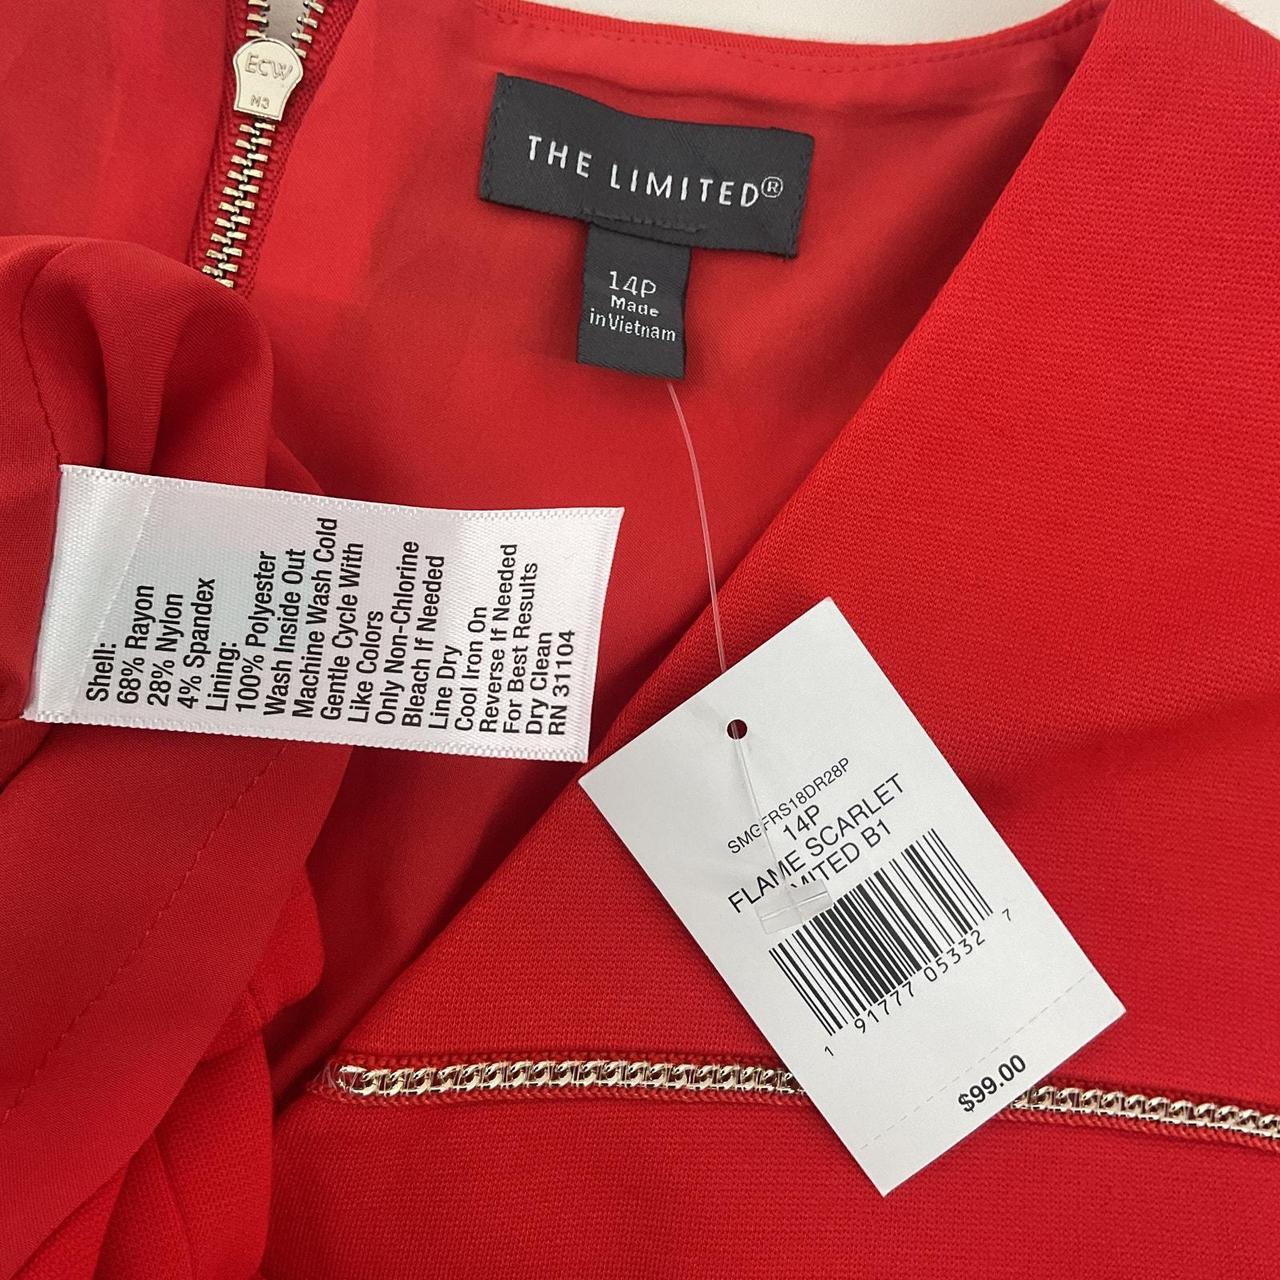 ECW
M3
THE LIMITED®
14P
Made
in Vietnam
Shell:
68% Rayon
28% Nylon
4% Spandex
Lining:
100% Polyester
Wash Inside Out
Machine Wash Cold
Gentle Cycle With
Like Colors
Only Non-Chlorine
Bleach If Needed
Line Dry
Cool Iron On
Reverse If Needed
For Best Results
Dry Clean
RN 31104
SMGFRS18DR28P
14P
FLAME SCARLET
B1
1 91777 05332 7
$99.00